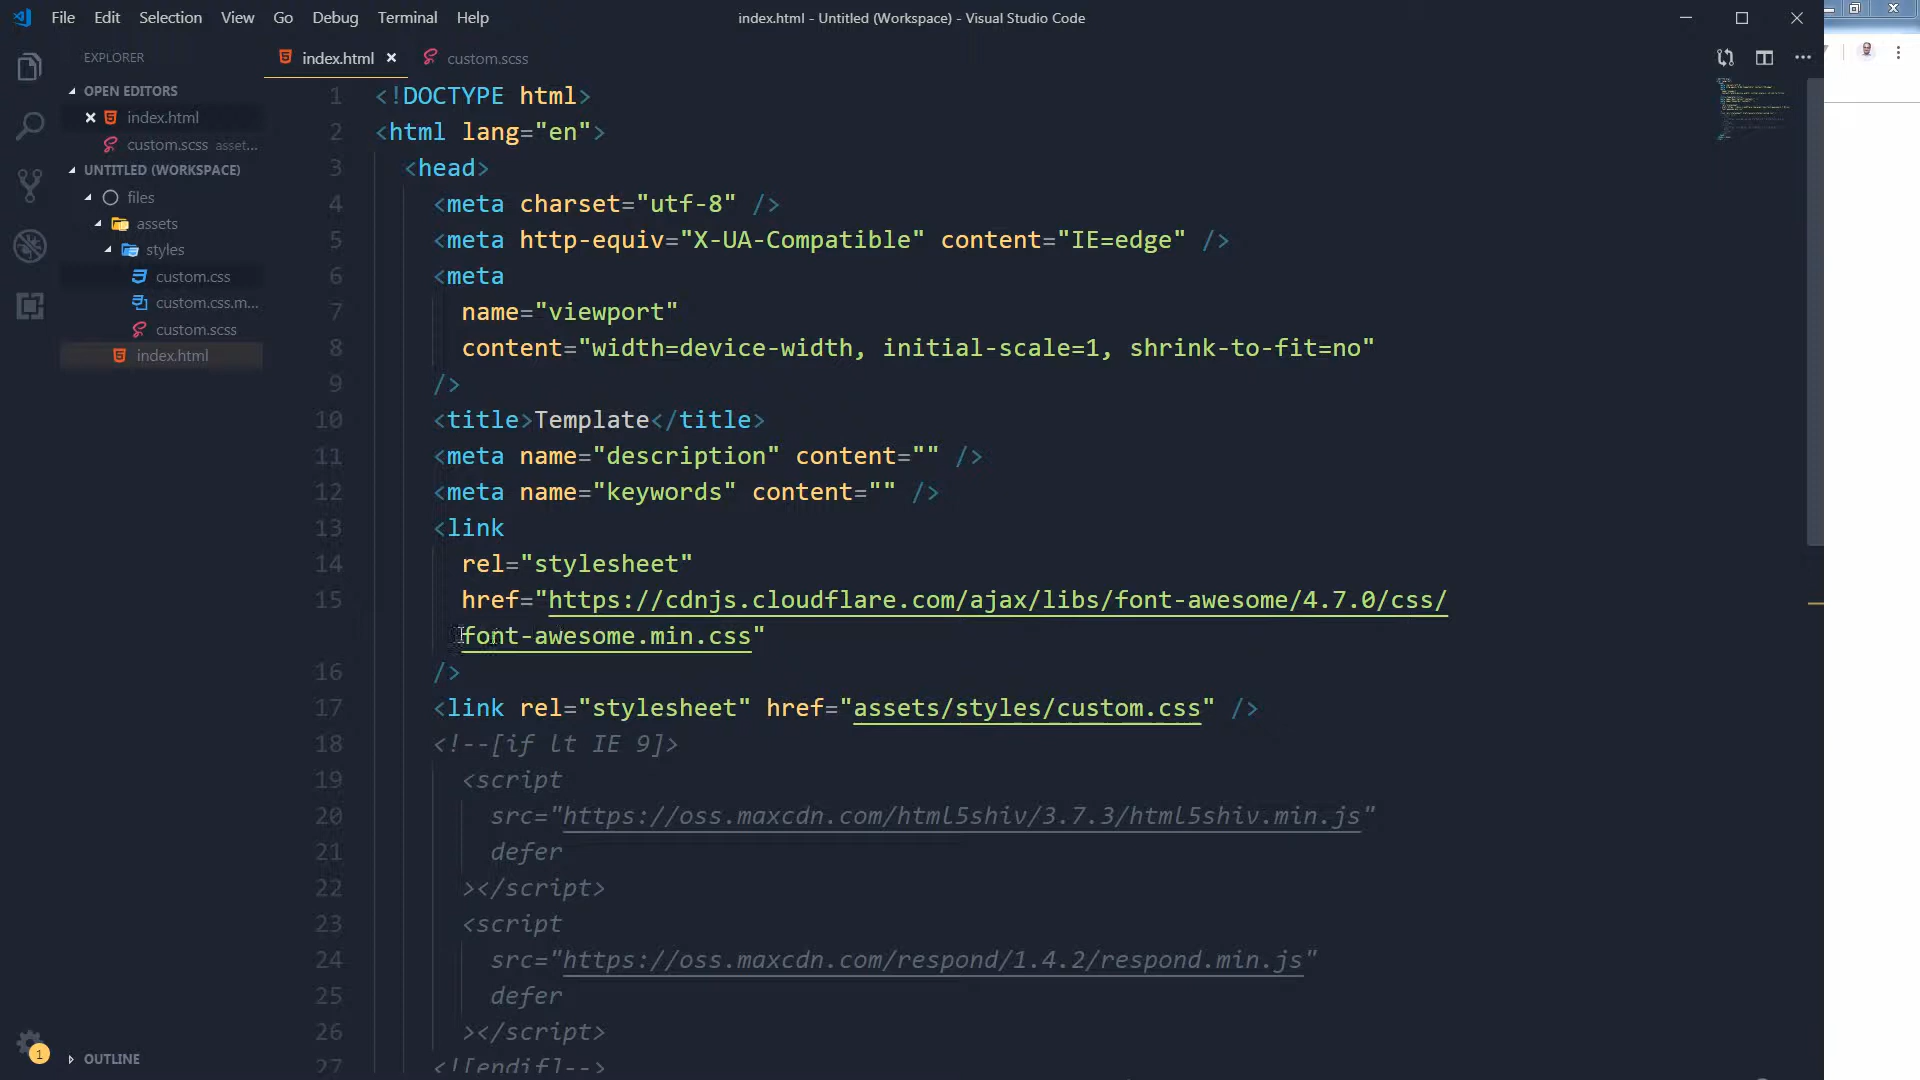 File Edit Selection View Go Debug Terminal Help
index.html - Untitled (Workspace) - Visual Studio Code
EXPLORER
OPEN EDITORS
index.html
custom.scss asset...
UNTITLED (WORKSPACE)
files
assets
styles
custom.css
custom.css.m...
custom.scss
index.html
OUTLINE
1
index.html
custom.scss
1 <!DOCTYPE html>
2 <html lang="en">
3 <head>
4 <meta charset="utf-8" />
5 <meta http-equiv="X-UA-Compatible" content="IE=edge" />
6 <meta
7 name="viewport"
8 content="width=device-width, initial-scale=1, shrink-to-fit=no"
9 />
10 <title>Template</title>
11 <meta name="description" content="" />
12 <meta name="keywords" content="" />
13 <link
14 rel="stylesheet"
15 href="https://cdnjs.cloudflare.com/ajax/libs/font-awesome/4.7.0/css/
font-awesome.min.css"
16 />
17 <link rel="stylesheet" href="assets/styles/custom.css" />
18 <!--[if lt IE 9]>
19 <script
20 src="https://oss.maxcdn.com/html5shiv/3.7.3/html5shiv.min.js"
21 defer
22 ></script>
23 <script
24 src="https://oss.maxcdn.com/respond/1.4.2/respond.min.js"
25 defer
26 ></script>
27 <![endif]-->